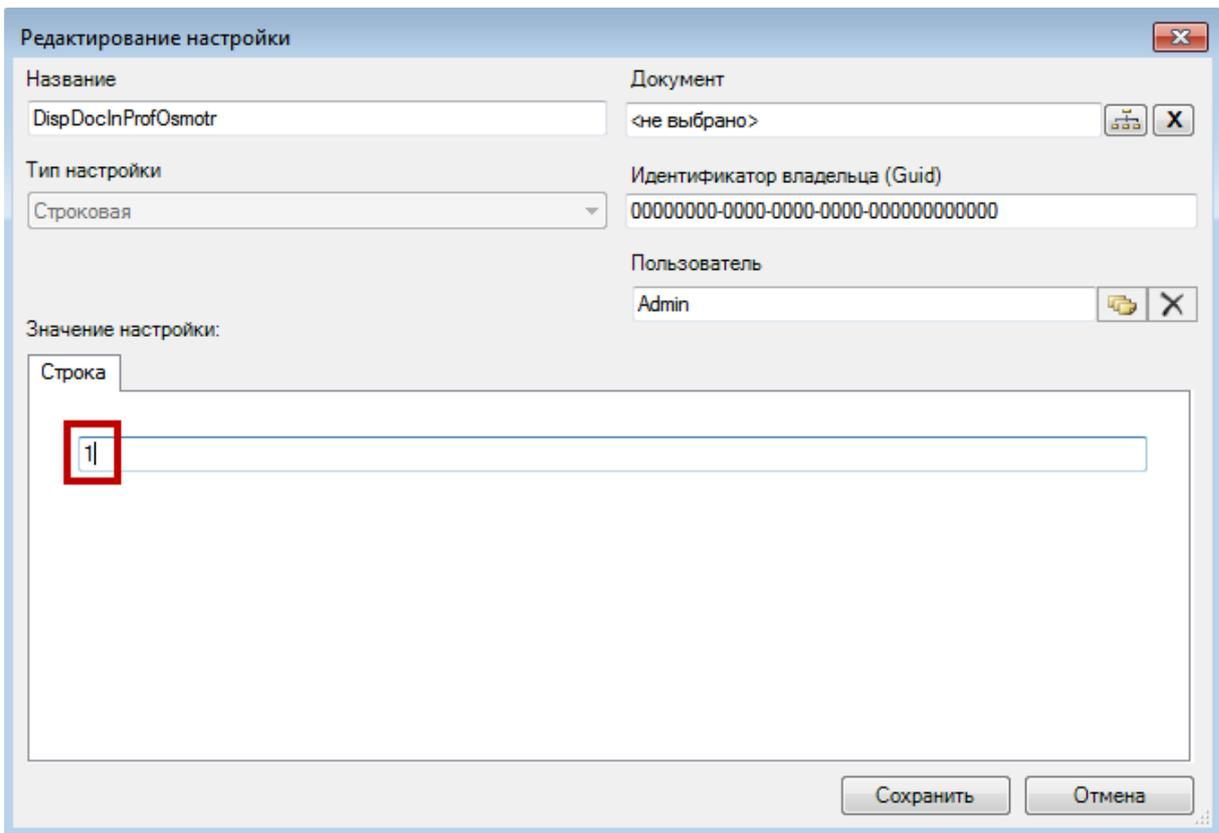 Редактирование настройки
Название
Документ
DispDocInProfOsmotr
<не выбрано>
X
Тип настройки
Идентификатор владельца (Guid)
Строковая
00000000-0000-0000-0000-000000000000
Пользователь
Admin
Значение настройки:
Строка
1
Сохранить
Отмена